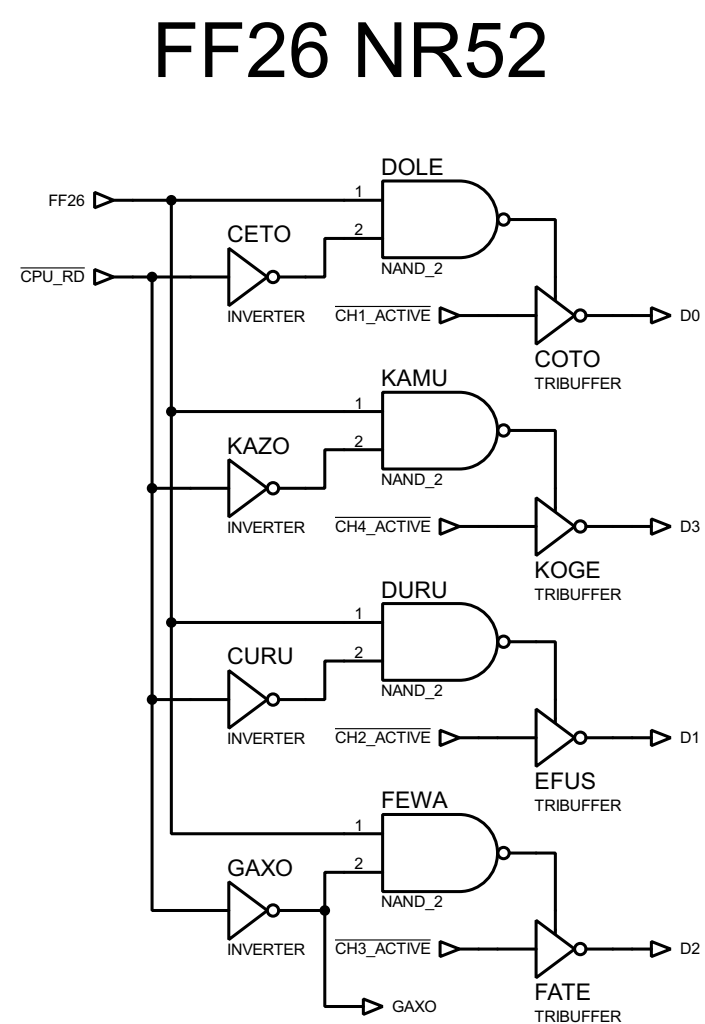 FF26 NR52
DOLE
FF26
1
CETO
2
CPU_RD
NAND_2
INVERTER
CH1_ACTIVE
D0
COTO
TRIBUFFER
KAMU
1
KAZO
2
NAND_2
INVERTER
CH4_ACTIVE
D3
KOGE
TRIBUFFER
DURU
1
CURU
2
NAND_2
INVERTER
CH2_ACTIVE
D1
EFUS
TRIBUFFER
FEWA
1
GAXO
2
NAND_2
INVERTER
CH3_ACTIVE
D2
FATE
GAXO
TRIBUFFER